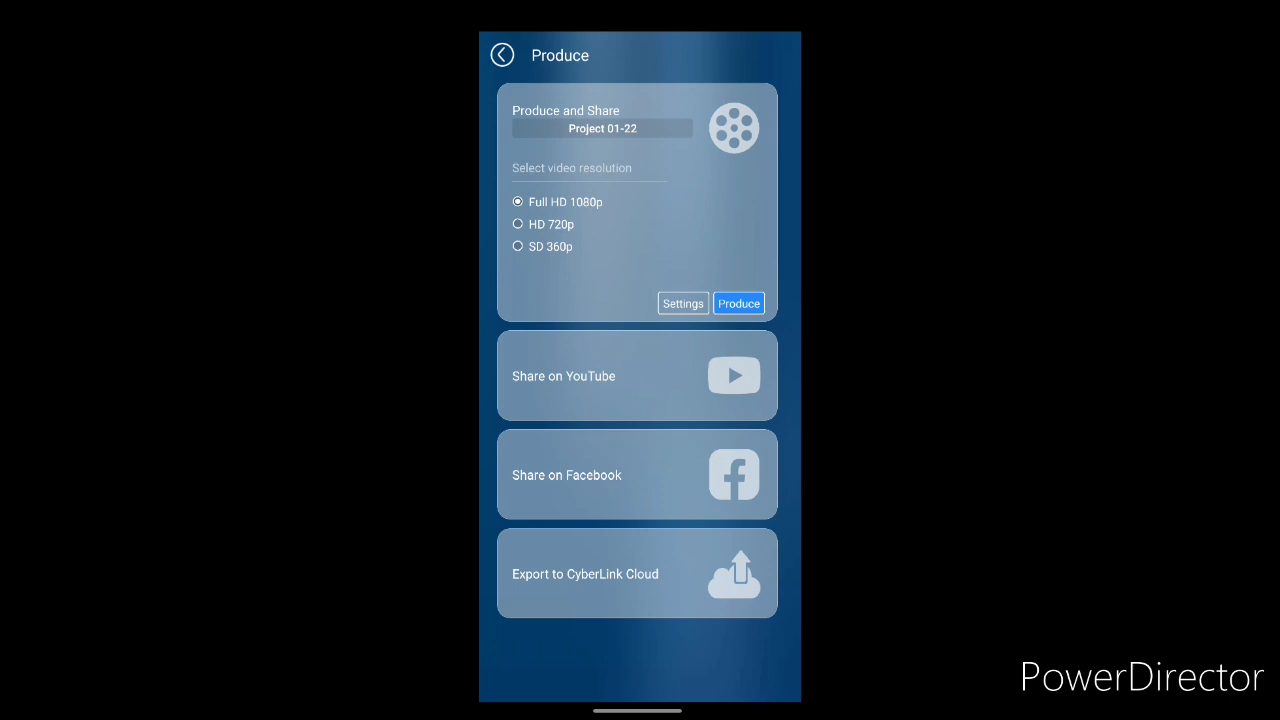 Produce
Produce and Share
Project 01-22
Select video resolution
Full HD 1080p
HD 720p
SD 360p
Settings
Produce
Share on YouTube
Share on Facebook
Export to CyberLink Cloud
PowerDirector